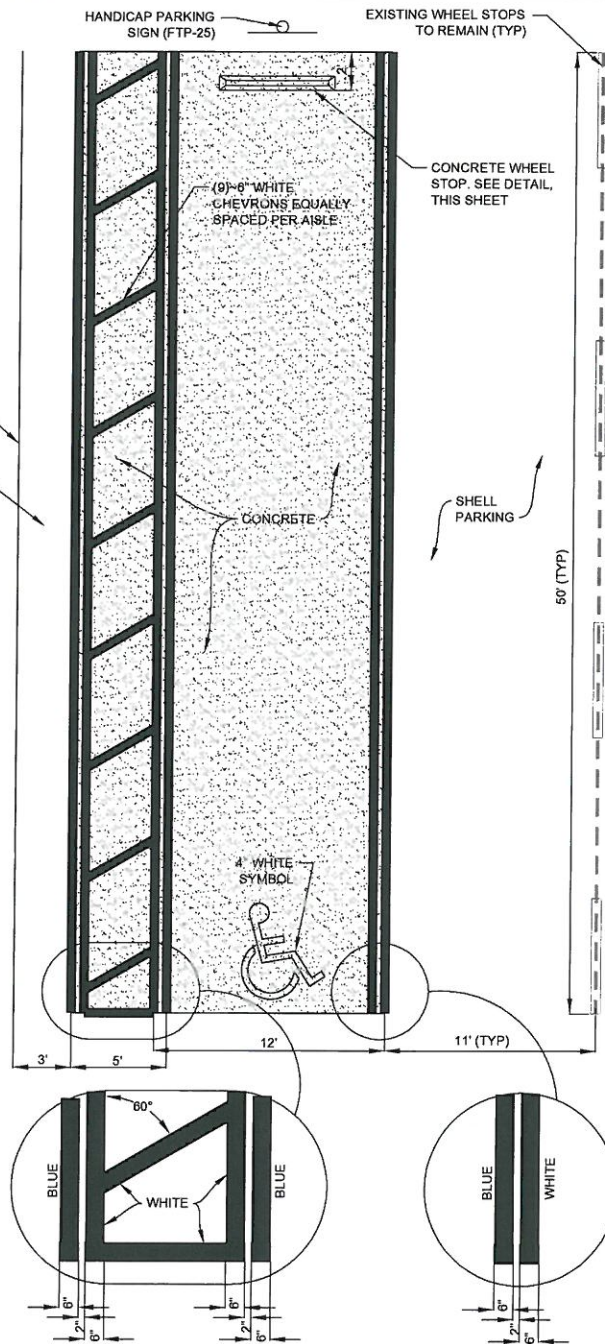 HANDICAP PARKING
SIGN (FTP-25)
EXISTING WHEEL STOPS
TO REMAIN (TYP)
2'
CONCRETE WHEEL
STOP. SEE DETAIL,
THIS SHEET
(9)-6" WHITE
CHEVRONS EQUALLY
SPACED PER AISLE
CONCRETE
SHELL
PARKING
50' (TYP)
4' WHITE
SYMBOL
3'
5'
12'
11' (TYP)
60°
BLUE
WHITE
BLUE
BLUE
WHITE
6"
2"
6"
6"
2"
6"
6"
2"
6"